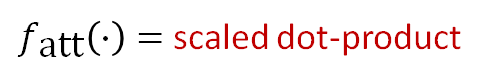 fatt(·) = scaled dot-product